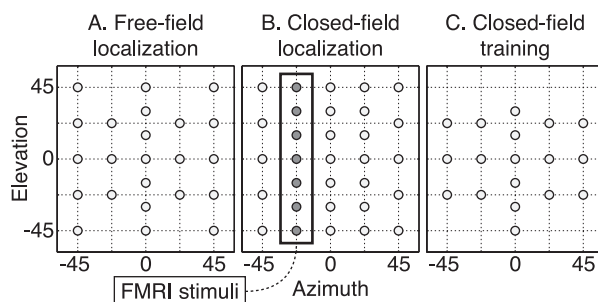 A. Free-field
localization
B. Closed-field
localization
C. Closed-field
training
Elevation
45
0
-45
-45
0
45
-45
0
45
-45
0
45
FMRI stimuli
Azimuth